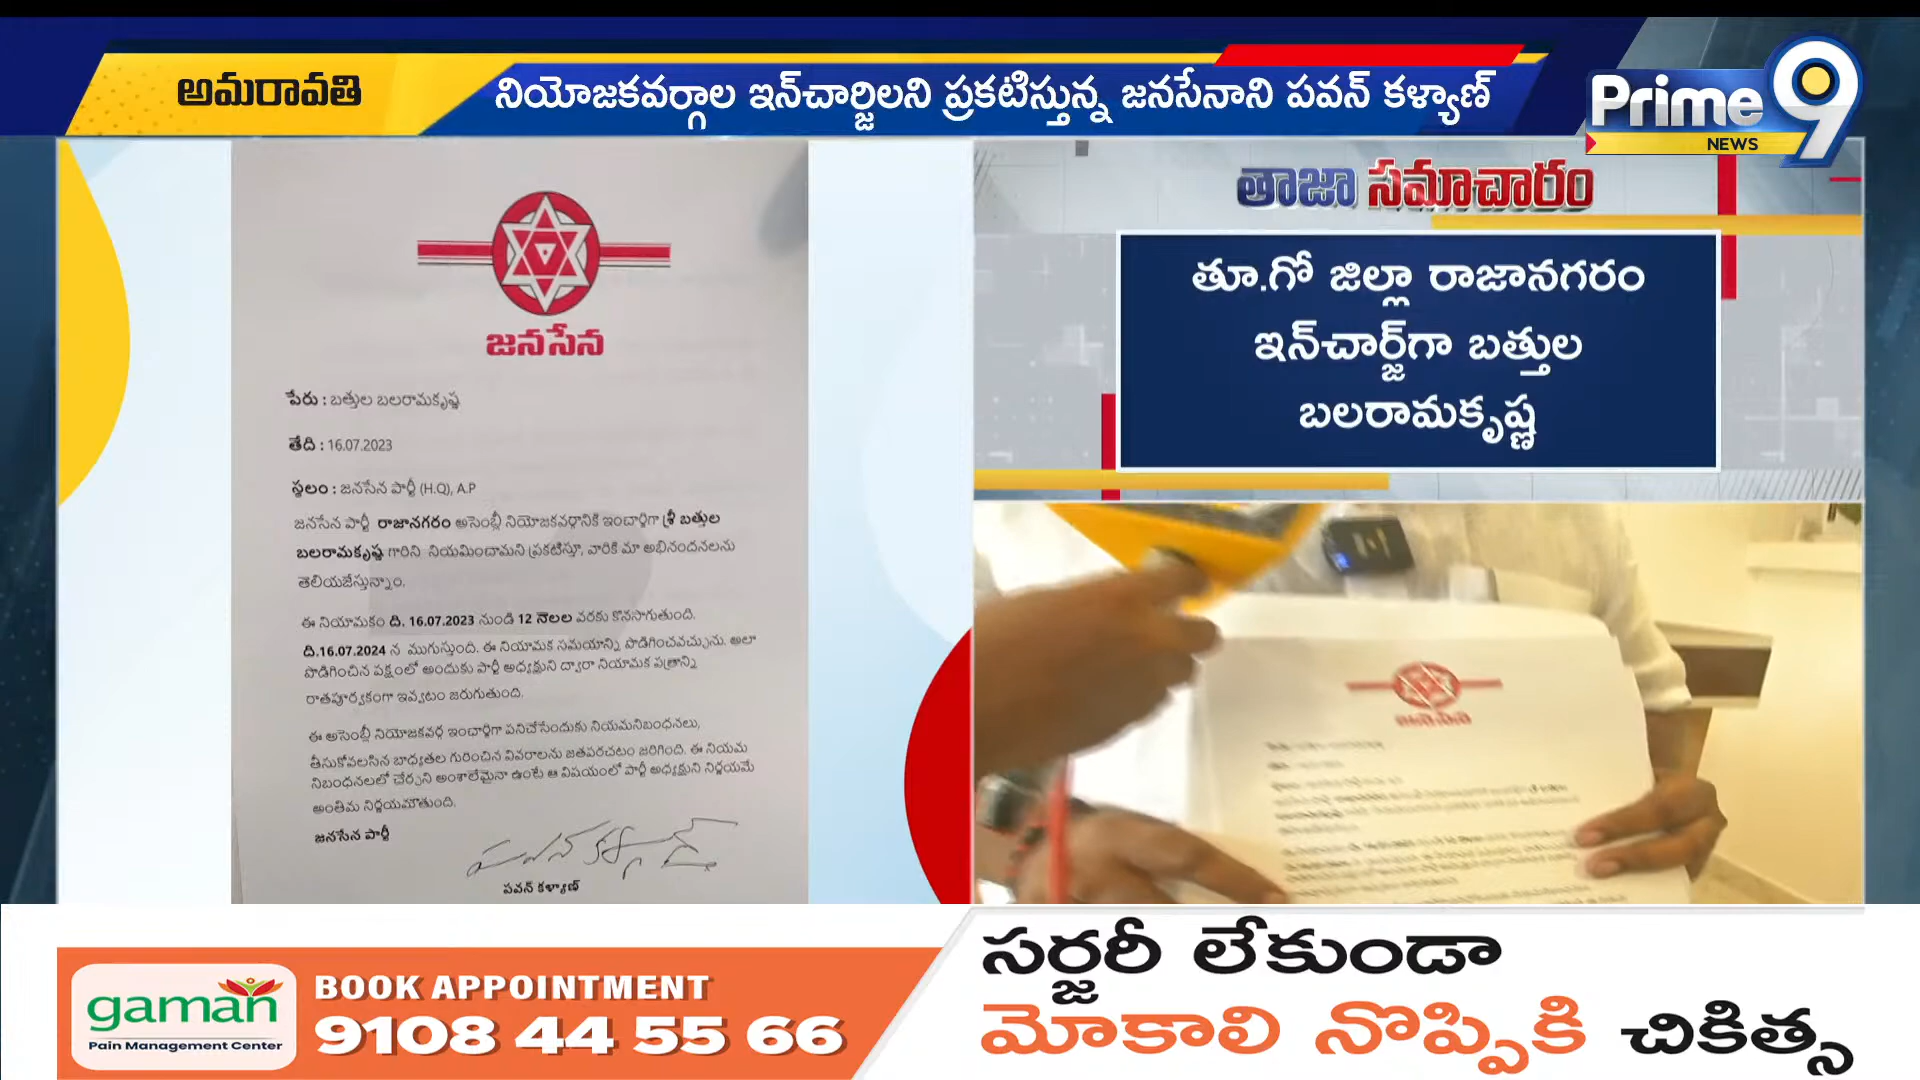 అమరావతి
నియోజకవర్గాల ఇన్‌చార్జిలని ప్రకటిస్తున్న జనసేనాని పవన్ కళ్యాణ్
Prime9
NEWS
జనసేన
పేరు : బత్తుల బలరామకృష్ణ
తేది : 16.07.2023
స్థలం : జనసేన పార్టీ (H.Q), A.P
జనసేన పార్టీ రాజానగరం అసెంబ్లీ నియోజకవర్గానికి ఇంచార్జిగా శ్రీ బత్తుల
బలరామకృష్ణ గారిని నియమించామని ప్రకటిస్తూ, వారికి మా అభినందనలను
తెలియజేస్తున్నాం.
ఈ నియామకం ది. 16.07.2023 నుండి 12 నెలల వరకు కొనసాగుతుంది.
ది.16.07.2024 న ముగుస్తుంది. ఈ నియామక సమయాన్ని పొడిగించవచ్చును. అలా
పొడిగించిన పక్షంలో అందుకు పార్టీ అధ్యక్షుని ద్వారా నియామక పత్రాన్ని
రాతపూర్వకంగా ఇవ్వటం జరుగుతుంది.
ఈ అసెంబ్లీ నియోజకవర్గ ఇంచార్జిగా పనిచేసేందుకు నియమనిబంధనలు,
తీసుకోవలసిన బాధ్యతల గురించిన వివరాలను జతపరచటం జరిగింది. ఈ నియమ
నిబంధనలలో చేర్చని అంశాలేమైనా ఉంటే ఆ విషయంలో పార్టీ అధ్యక్షుని నిర్ణయమే
అంతిమ నిర్ణయమౌతుంది.
జనసేన పార్టీ
పవన్ కళ్యాణ్
పవన్ కళ్యాణ్
తాజా సమాచారం
తూ.గో జిల్లా రాజానగరం
ఇన్‌చార్జ్‌గా బత్తుల
బలరామకృష్ణ
gaman
Pain Management Center
BOOK APPOINTMENT
9108 44 55 66
సర్జరీ లేకుండా
మోకాలి నొప్పికి చికిత్స